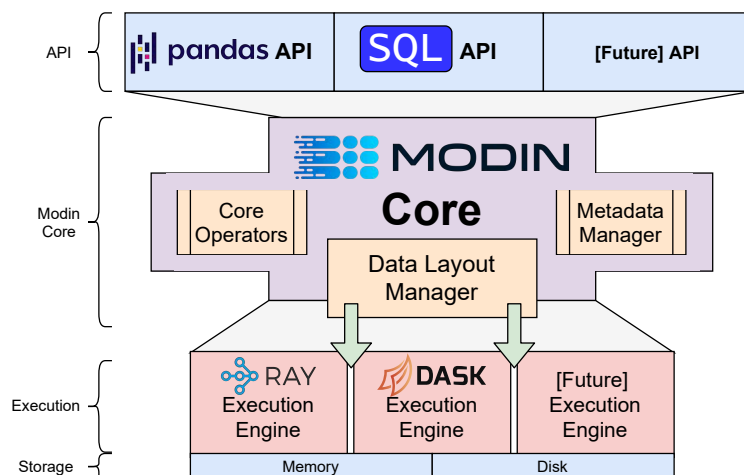 API
pandas API
SQL API
[Future] API
Modin
Core
MODIN
Core
Core
Operators
Metadata
Manager
Data Layout
Manager
Execution
RAY
Execution
Engine
DASK
Execution
Engine
[Future]
Execution
Engine
Storage
Memory
Disk